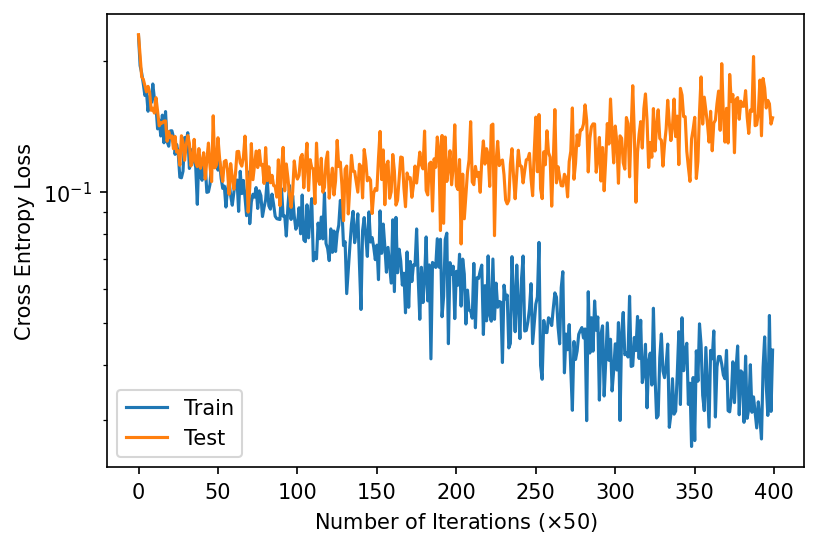 Cross Entropy Loss
10⁻¹
Train
Test
0 50 100 150 200 250 300 350 400
Number of Iterations (×50)